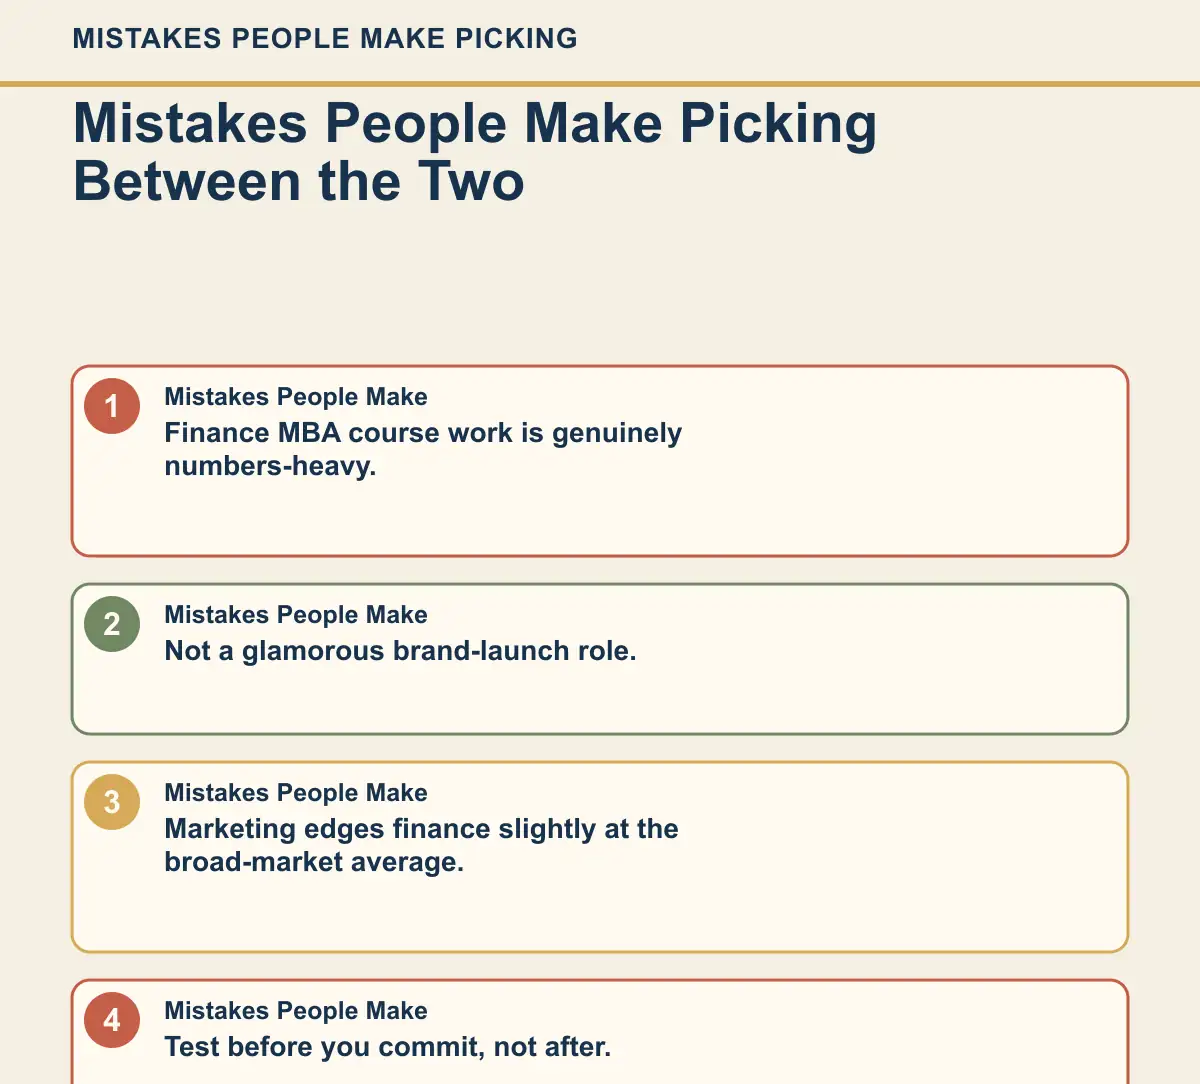 MISTAKES PEOPLE MAKE PICKING
Mistakes People Make Picking
Between the Two
1
Mistakes People Make
Finance MBA course work is genuinely
numbers-heavy.
2
Mistakes People Make
Not a glamorous brand-launch role.
3
Mistakes People Make
Marketing edges finance slightly at the
broad-market average.
4
Mistakes People Make
Test before you commit, not after.